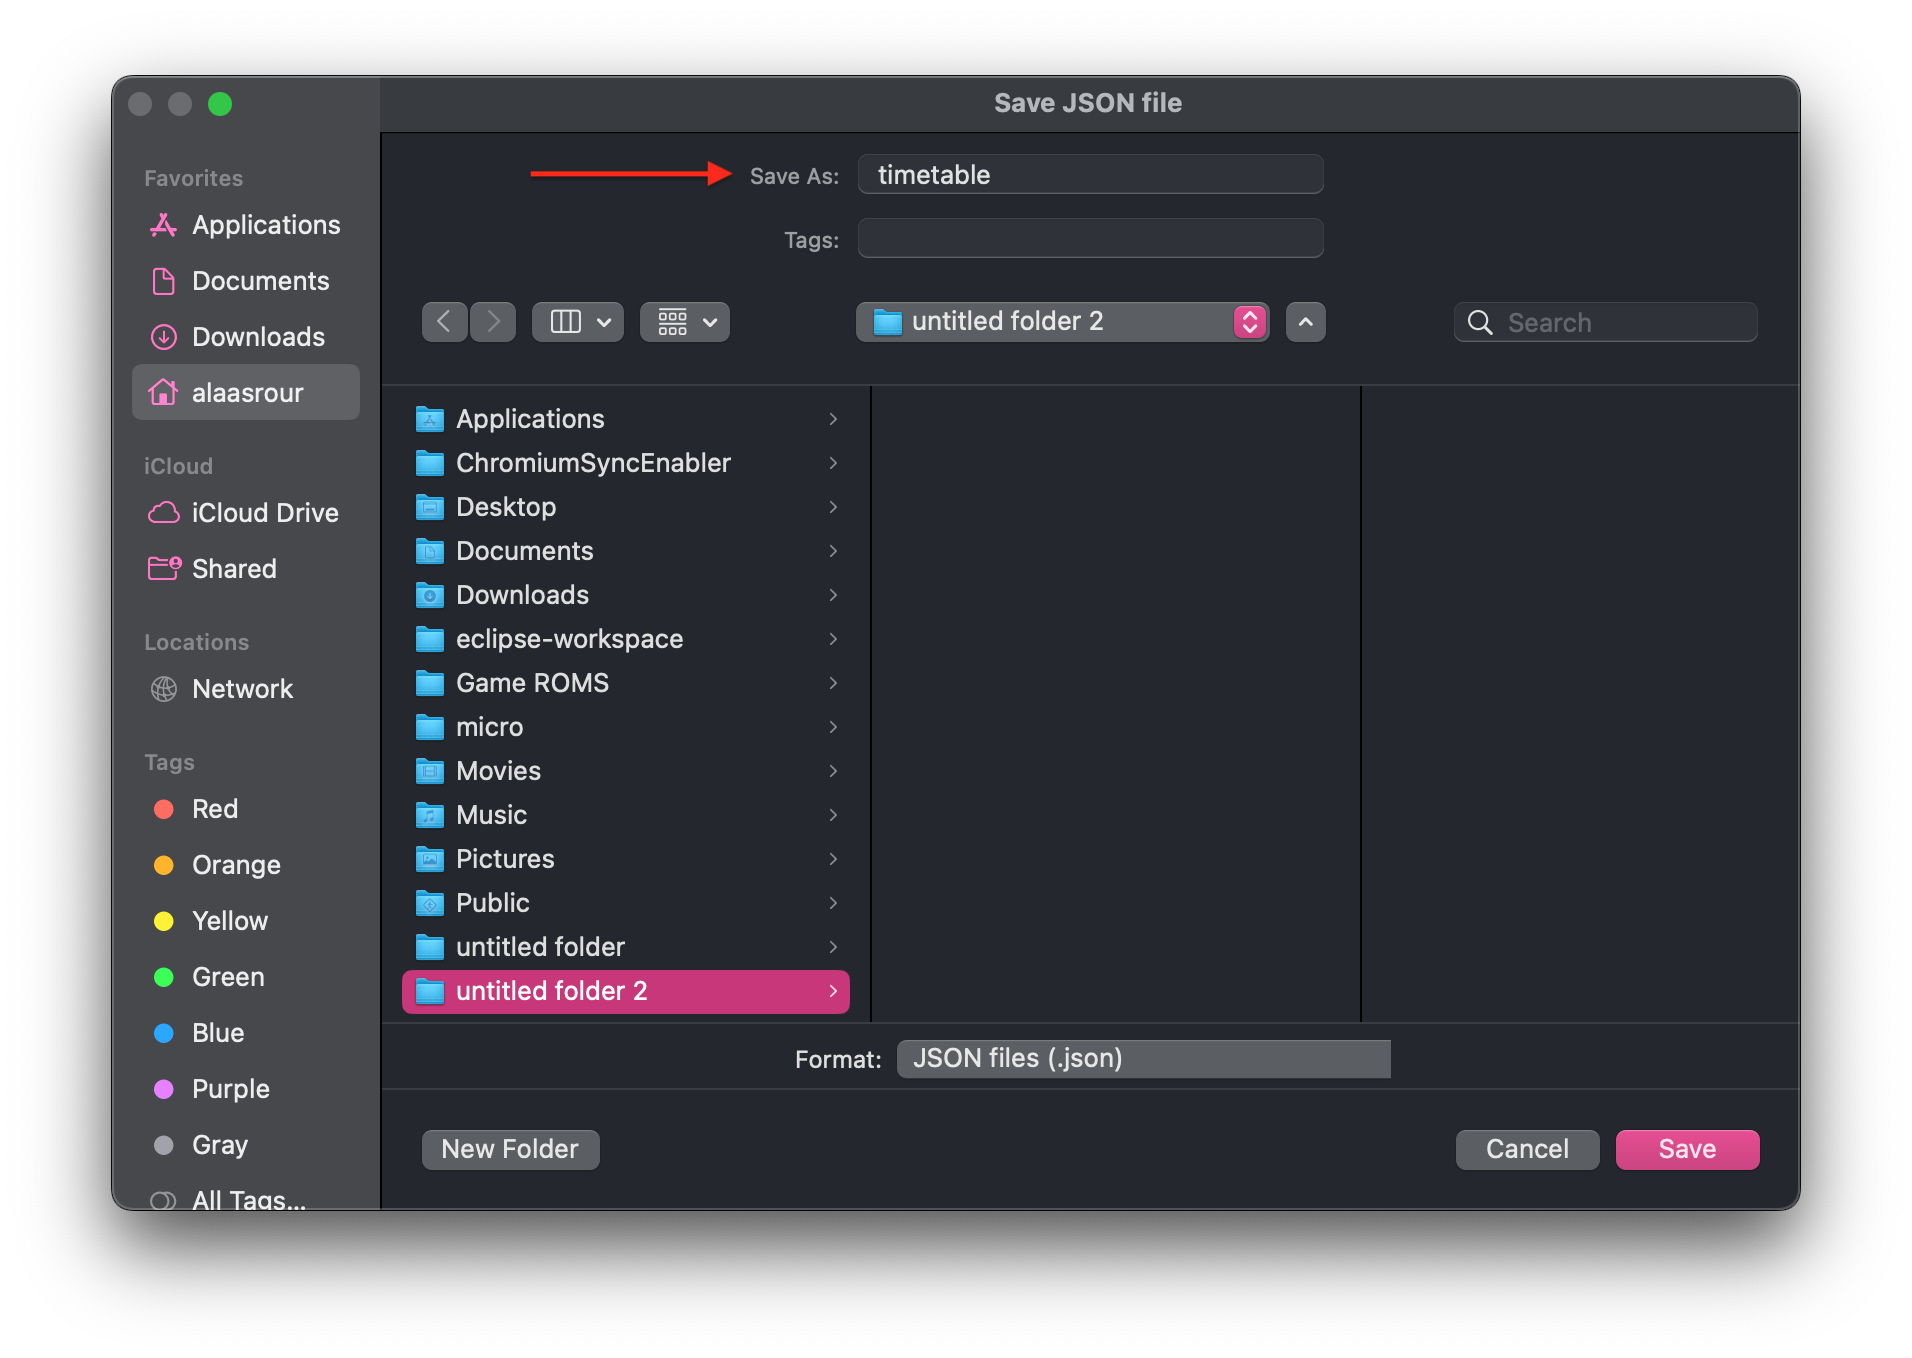 Save JSON file
Favorites
Applications
Documents
Downloads
alaasrour
iCloud
iCloud Drive
Shared
Locations
Network
Tags
Red
Orange
Yellow
Green
Blue
Purple
Gray
All Tags...
Save As: timetable
Tags:
untitled folder 2
Search
Applications
ChromiumSyncEnabler
Desktop
Documents
Downloads
eclipse-workspace
Game ROMS
micro
Movies
Music
Pictures
Public
untitled folder
untitled folder 2
Format: JSON files (.json)
New Folder
Cancel
Save